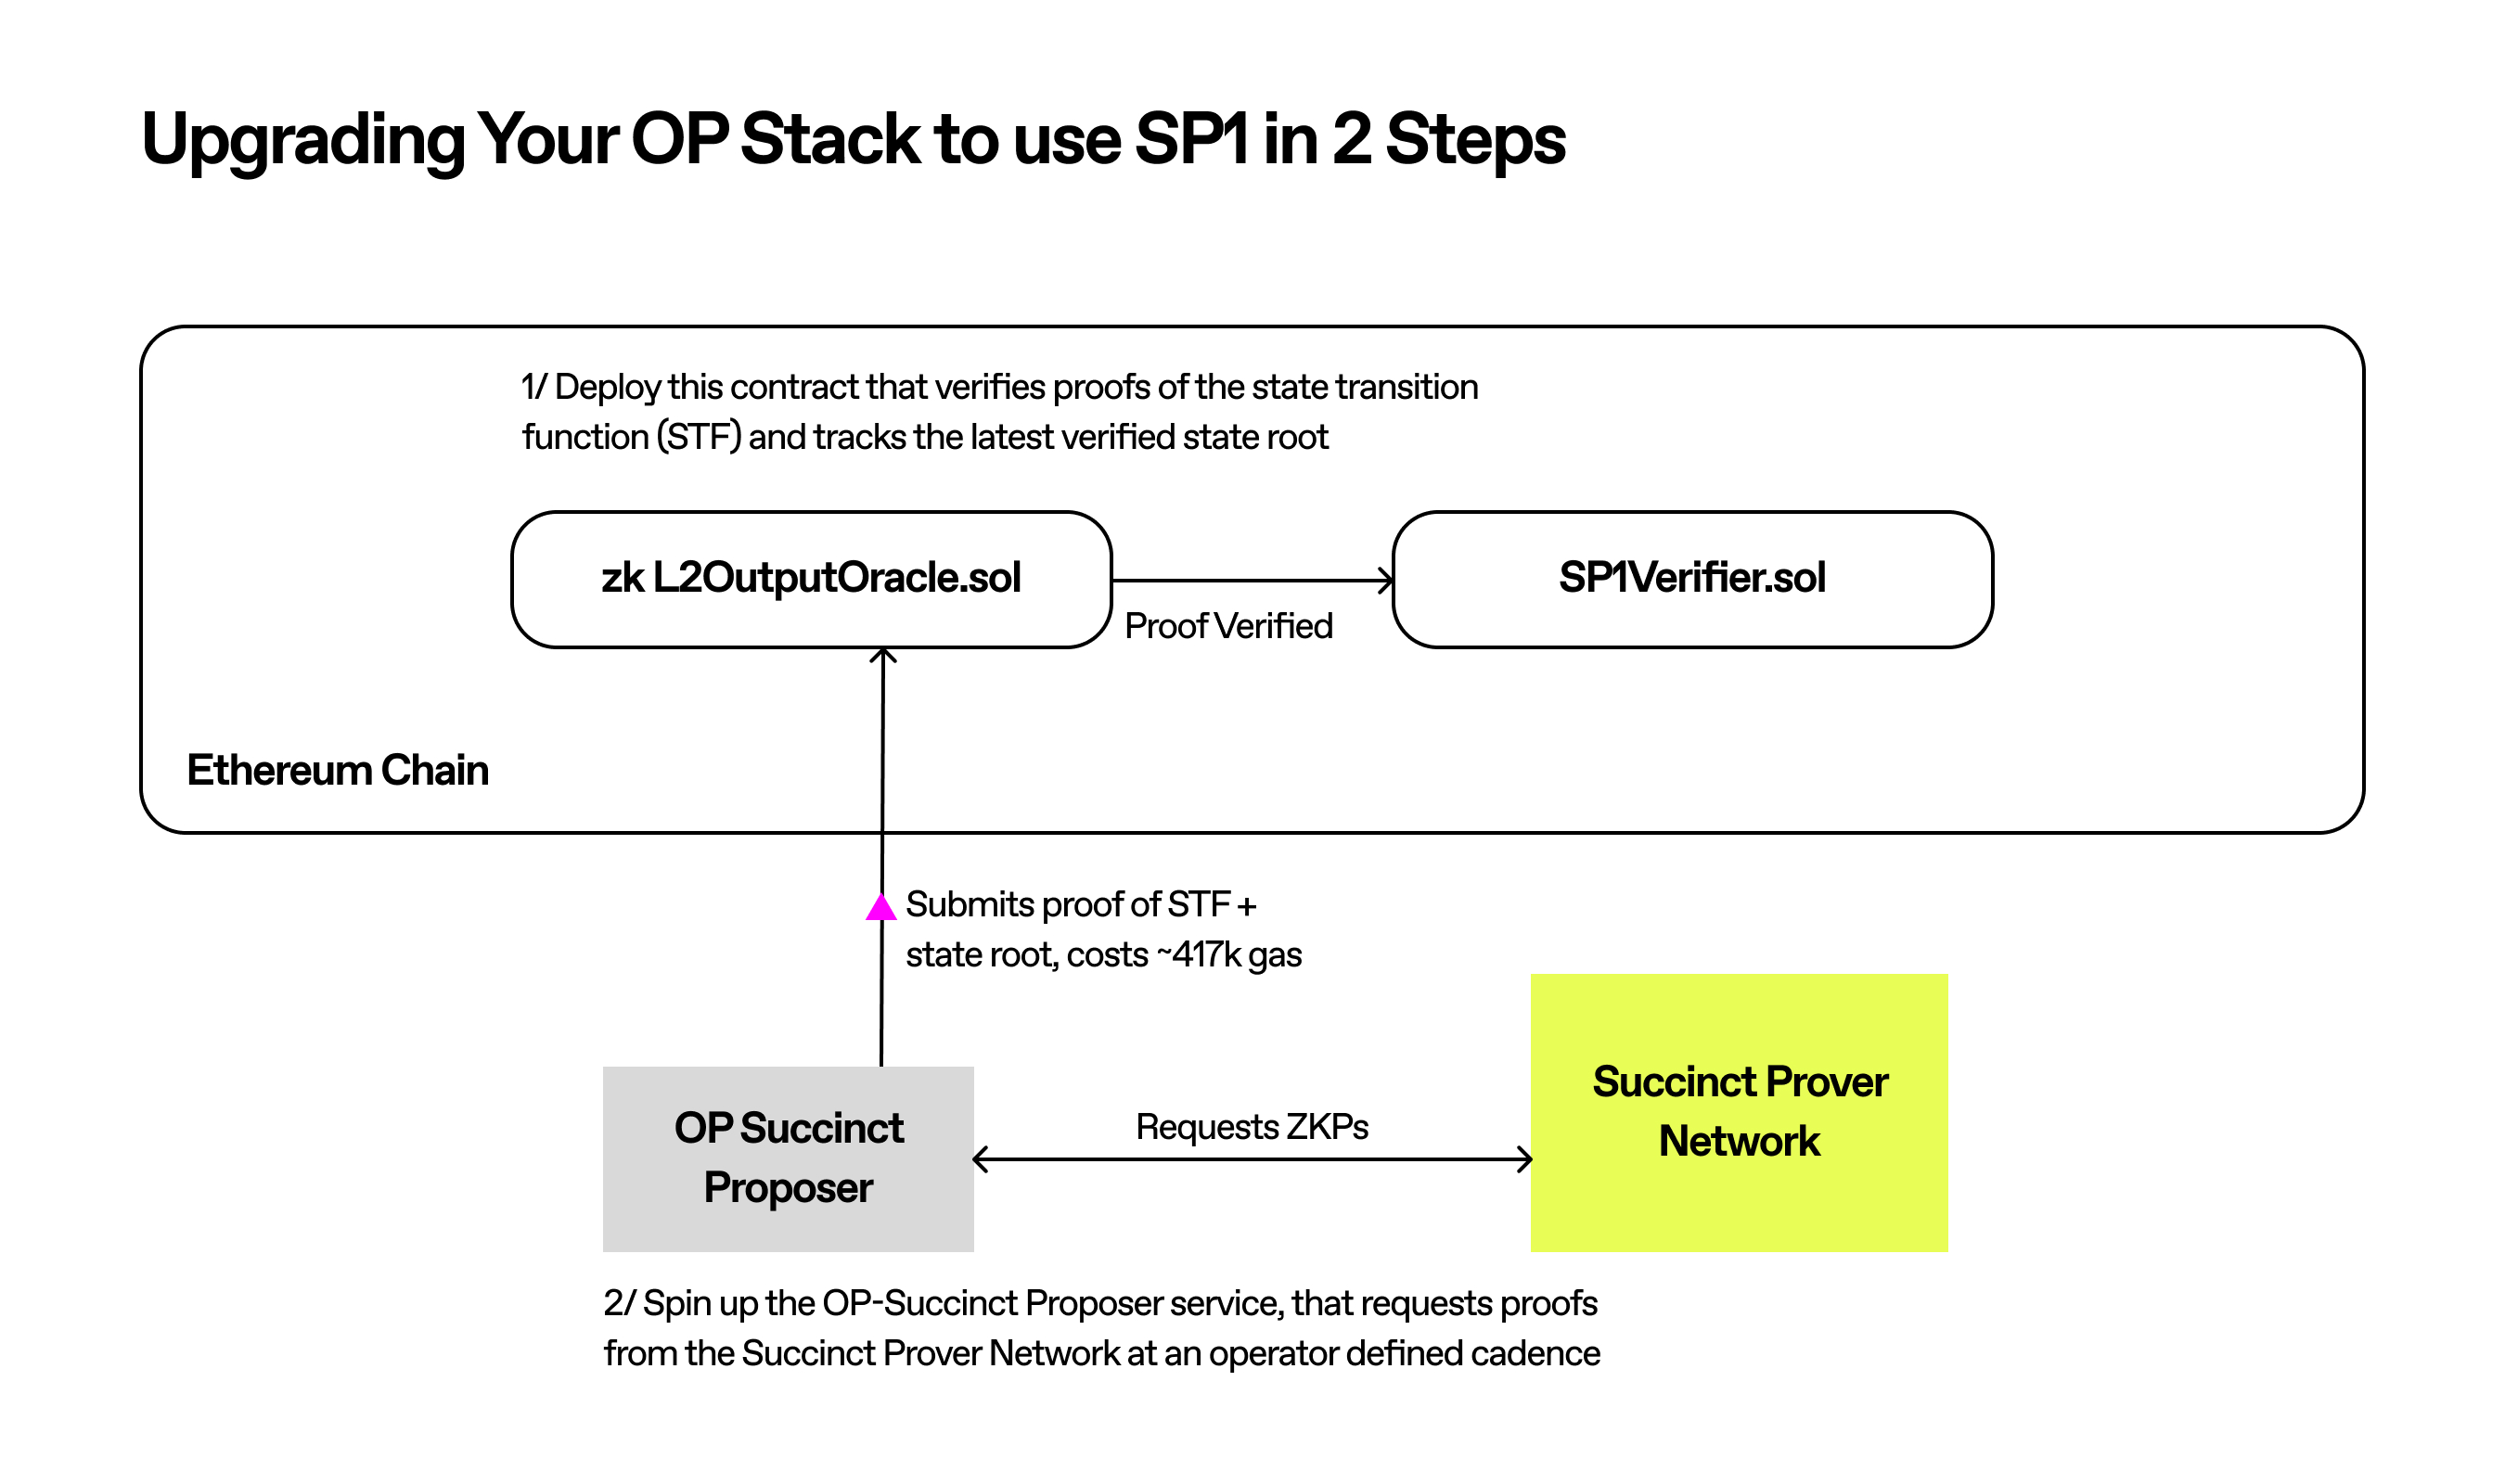 Upgrading Your OP Stack to use SP1 in 2 Steps
1/ Deploy this contract that verifies proofs of the state transition
function (STF) and tracks the latest verified state root
zk L2OutputOracle.sol
Proof Verified
SP1Verifier.sol
Ethereum Chain
Submits proof of STF +
state root, costs ~417k gas
OP Succinct
Proposer
Requests ZKPs
Succinct Prover
Network
2/ Spin up the OP-Succinct Proposer service, that requests proofs
from the Succinct Prover Network at an operator defined cadence